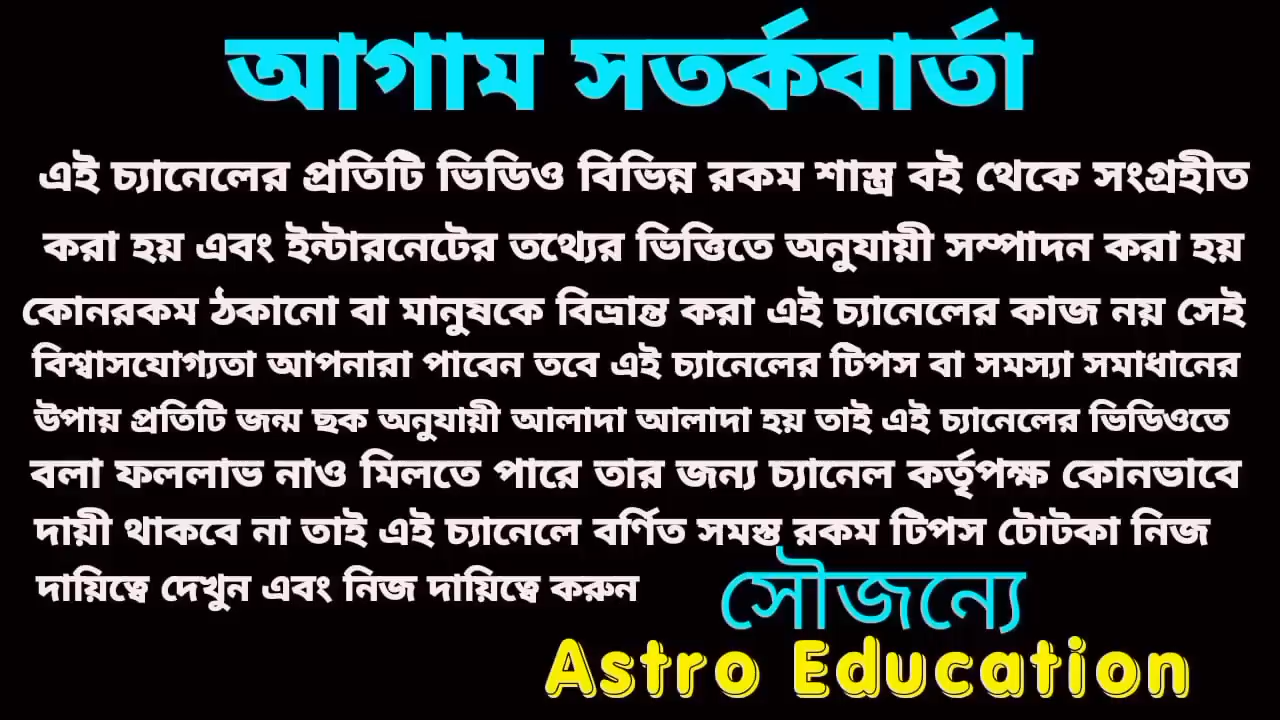 আগাম সতর্কবার্তা
এই চ্যানেলের প্রতিটি ভিডিও বিভিন্ন রকম শাস্ত্র বই থেকে সংগ্রহীত
করা হয় এবং ইন্টারনেটের তথ্যের ভিত্তিতে অনুযায়ী সম্পাদন করা হয়
কোনরকম ঠকানো বা মানুষকে বিভ্রান্ত করা এই চ্যানেলের কাজ নয় সেই
বিশ্বাসযোগ্যতা আপনারা পাবেন তবে এই চ্যানেলের টিপস বা সমস্যা সমাধানের
উপায় প্রতিটি জন্ম ছক অনুযায়ী আলাদা আলাদা হয় তাই এই চ্যানেলের ভিডিওতে
বলা ফললাভ নাও মিলতে পারে তার জন্য চ্যানেল কর্তৃপক্ষ কোনভাবে
দায়ী থাকবে না তাই এই চ্যানেলে বর্ণিত সমস্ত রকম টিপস টোটকা নিজ
দায়িত্বে দেখুন এবং নিজ দায়িত্বে করুন
সৌজন্যে
Astro Education